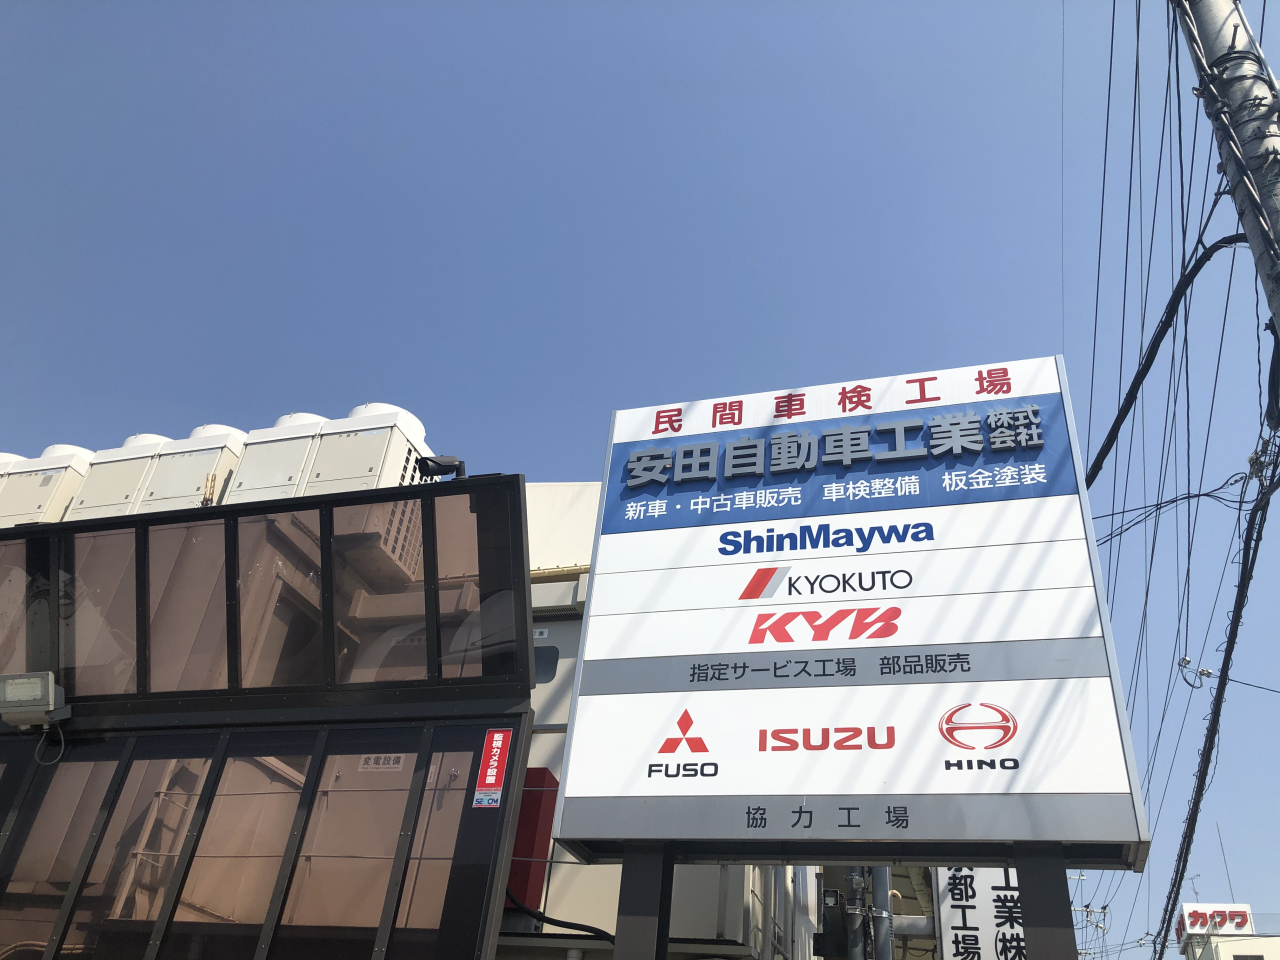 民間車検工場
安田自動車工業株式会社
新車・中古車販売 車検整備 板金塗装
ShinMaywa
KYOKUTO
KYB
指定サービス工場 部品販売
FUSO
ISUZU
HINO
協力工場
変電設備
監視カメラ設置
SECOM
工業(株
都工場
カクワ